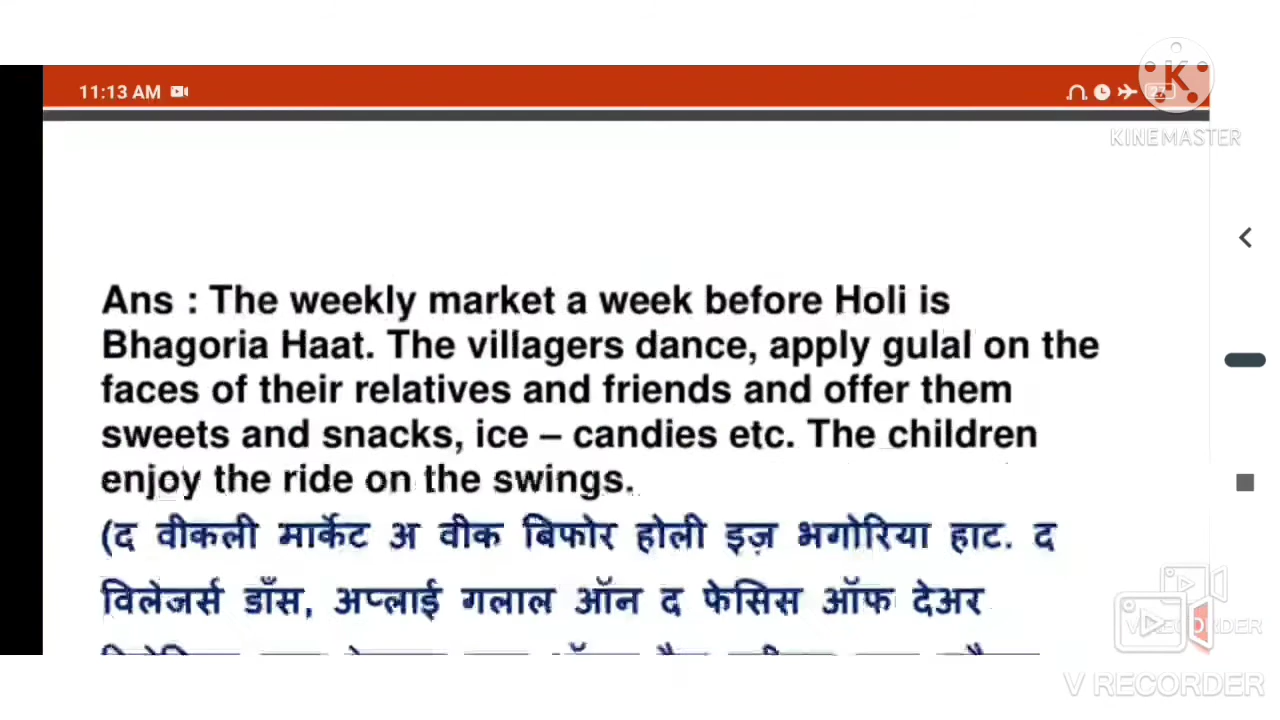 11:13 AM
27
K
KINEMASTER
Ans : The weekly market a week before Holi is
Bhagoria Haat. The villagers dance, apply gulal on the
faces of their relatives and friends and offer them
sweets and snacks, ice – candies etc. The children
enjoy the ride on the swings.
(द वीकली मार्केट अ वीक बिफोर होली इज़ भगोरिया हाट. द
विलेजर्स डाँस, अप्लाई गलाल ऑन द फेसिस ऑफ देअर
V RECORDER
V RECORDER